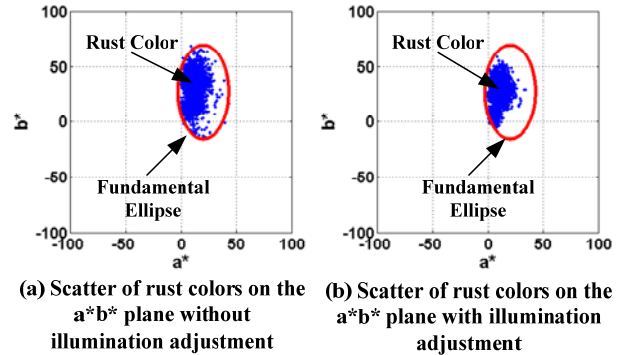 100
50
0
-50
-100
-100
-50
0
50
100
b*
a*
Rust Color
Fundamental
Ellipse
(a) Scatter of rust colors on the
a*b* plane without
illumination adjustment
100
50
0
-50
-100
-100
-50
0
50
100
b*
a*
Rust Color
Fundamental
Ellipse
(b) Scatter of rust colors on the
a*b* plane with illumination
adjustment